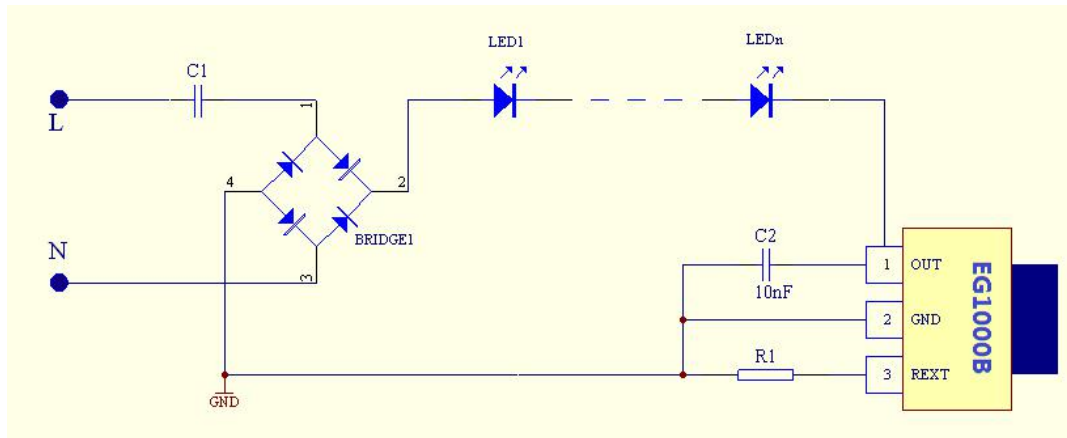 LED1
LEDn
C1
L
1
4
2
BRIDGE1
N
3
C2
10nF
1 OUT
2 GND
R1
3 REXT
EG1000B
GND